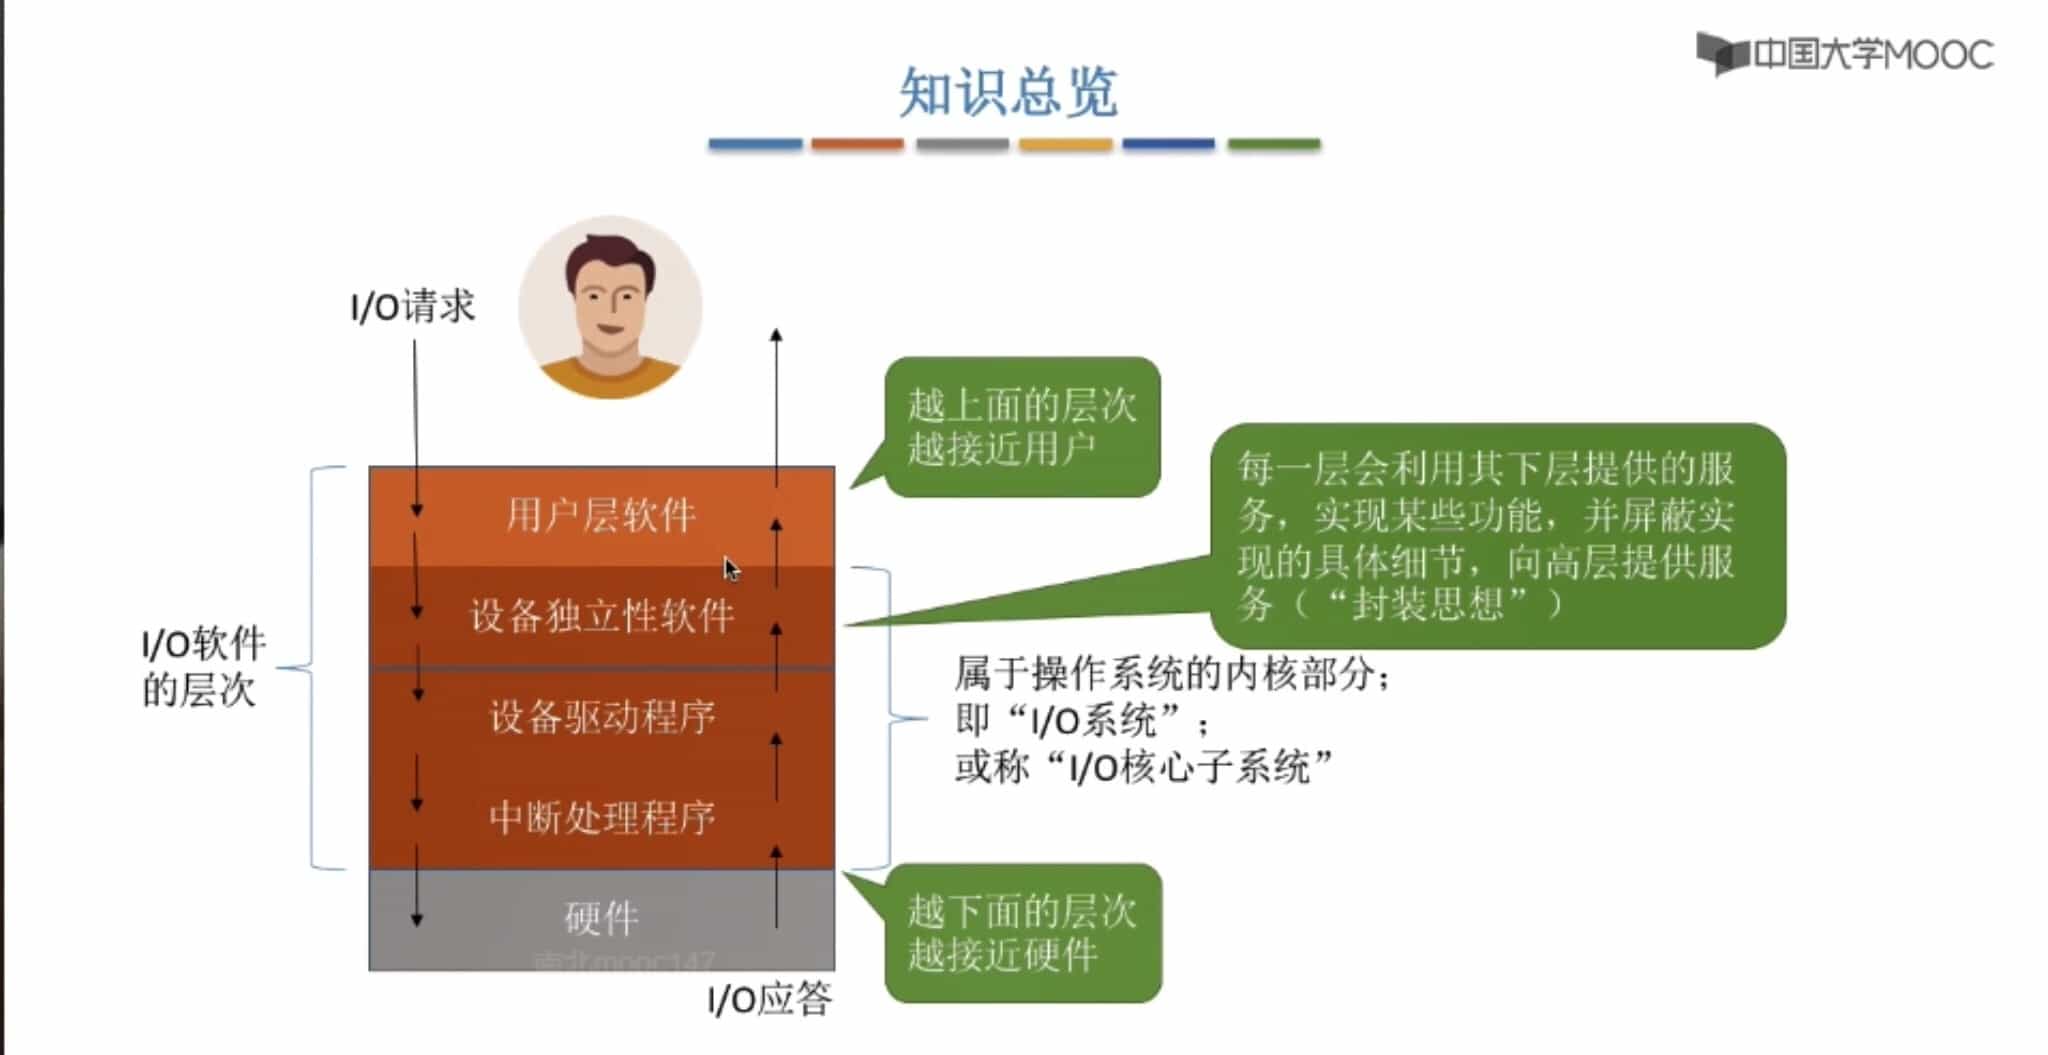 中国大学MOOC
知识总览
I/O请求
越上面的层次
越接近用户
每一层会利用其下层提供的服
务，实现某些功能，并屏蔽实
现的具体细节，向高层提供服
务（“封装思想”）
用户层软件
设备独立性软件
设备驱动程序
中断处理程序
硬件
I/O软件
的层次
属于操作系统的内核部分；
即“I/O系统”；
或称“I/O核心子系统”
越下面的层次
越接近硬件
I/O应答